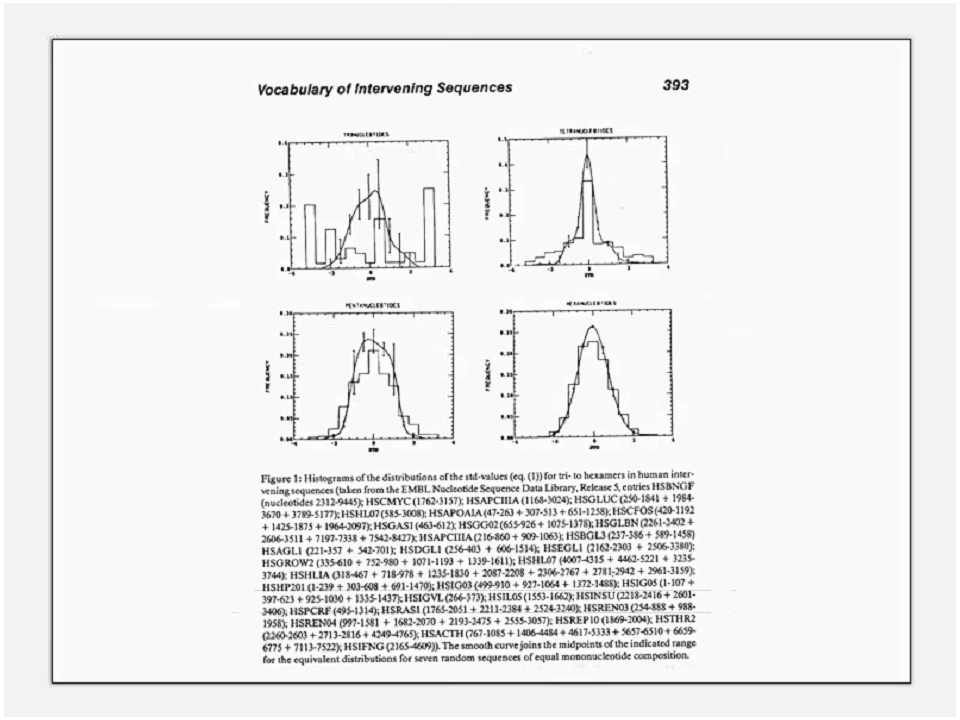 Vocabulary of Intervening Sequences
393
TRINUCLEOTIDES
TETRANUCLEOTIDES
FREQUENCY
FREQUENCY
STD
STD
PENTANUCLEOTIDES
HEXANUCLEOTIDES
FREQUENCY
FREQUENCY
STD
STD
Figure 1: Histograms of the distributions of the std-values (eq. (1)) for tri- to hexamers in human inter-
vening sequences (taken from the EMBL Nucleotide Sequence Data Library, Release 5, entries HSBNGF
(nucleotides 2312-9445); HSCMYC (1762-3157); HSAPCIIIA (1168-3024); HSGLUC (250-1841 + 1984-
3670 + 3789-5177); HSHL07 (585-3008); HSAPOAIA (47-263 + 307-513 + 651-1258); HSCFOS (420-1192
+ 1425-1875 + 1964-2097); HSGAS1 (463-612); HSGG02 (655-926 + 1075-1378); HSGLBN (2261-2402 +
2606-3511 + 7197-7338 + 7542-8427); HSAPCIIIA (216-860 + 909-1063); HSBGL3 (237-386 + 589-1458)
HSAGL1 (221-357 + 542-701); HSDGL1 (256-403 + 606-1514); HSEGL1 (2162-2303 + 2506-3380);
HSGROW2 (335-610 + 752-980 + 1071-1193 + 1339-1611); HSHL07 (4007-4315 + 4462-5221 + 3235-
3744); HSHLIA (318-467 + 718-978 + 1235-1830 + 2087-2208 + 2306-2767 + 2781-2942 + 2961-3159);
HSHP201 (1-239 + 303-608 + 691-1470); HSIG03 (499-910 + 927-1064 + 1372-1488); HSIG05 (1-107 +
397-623 + 925-1030 + 1335-1437); HSIGVL (266-373); HSIL05 (1553-1662); HSINSU (2218-2416 + 2601-
3406); HSPCRF (495-1314); HSRAS1 (1765-2051 + 2211-2384 + 2524-3240); HSREN03 (254-888 + 988-
1958); HSREN04 (997-1581 + 1682-2070 + 2193-2475 + 2555-3057); HSREP10 (1869-2004); HSTHR2
(2260-2603 + 2713-2816 + 4249-4765); HSACTH (767-1085 + 1406-4484 + 4617-5333 + 5657-6510 + 6659-
6775 + 7113-7522); HSIFNG (2165-4609)). The smooth curve joins the midpoints of the indicated range
for the equivalent distributions for seven random sequences of equal mononucleotide composition.